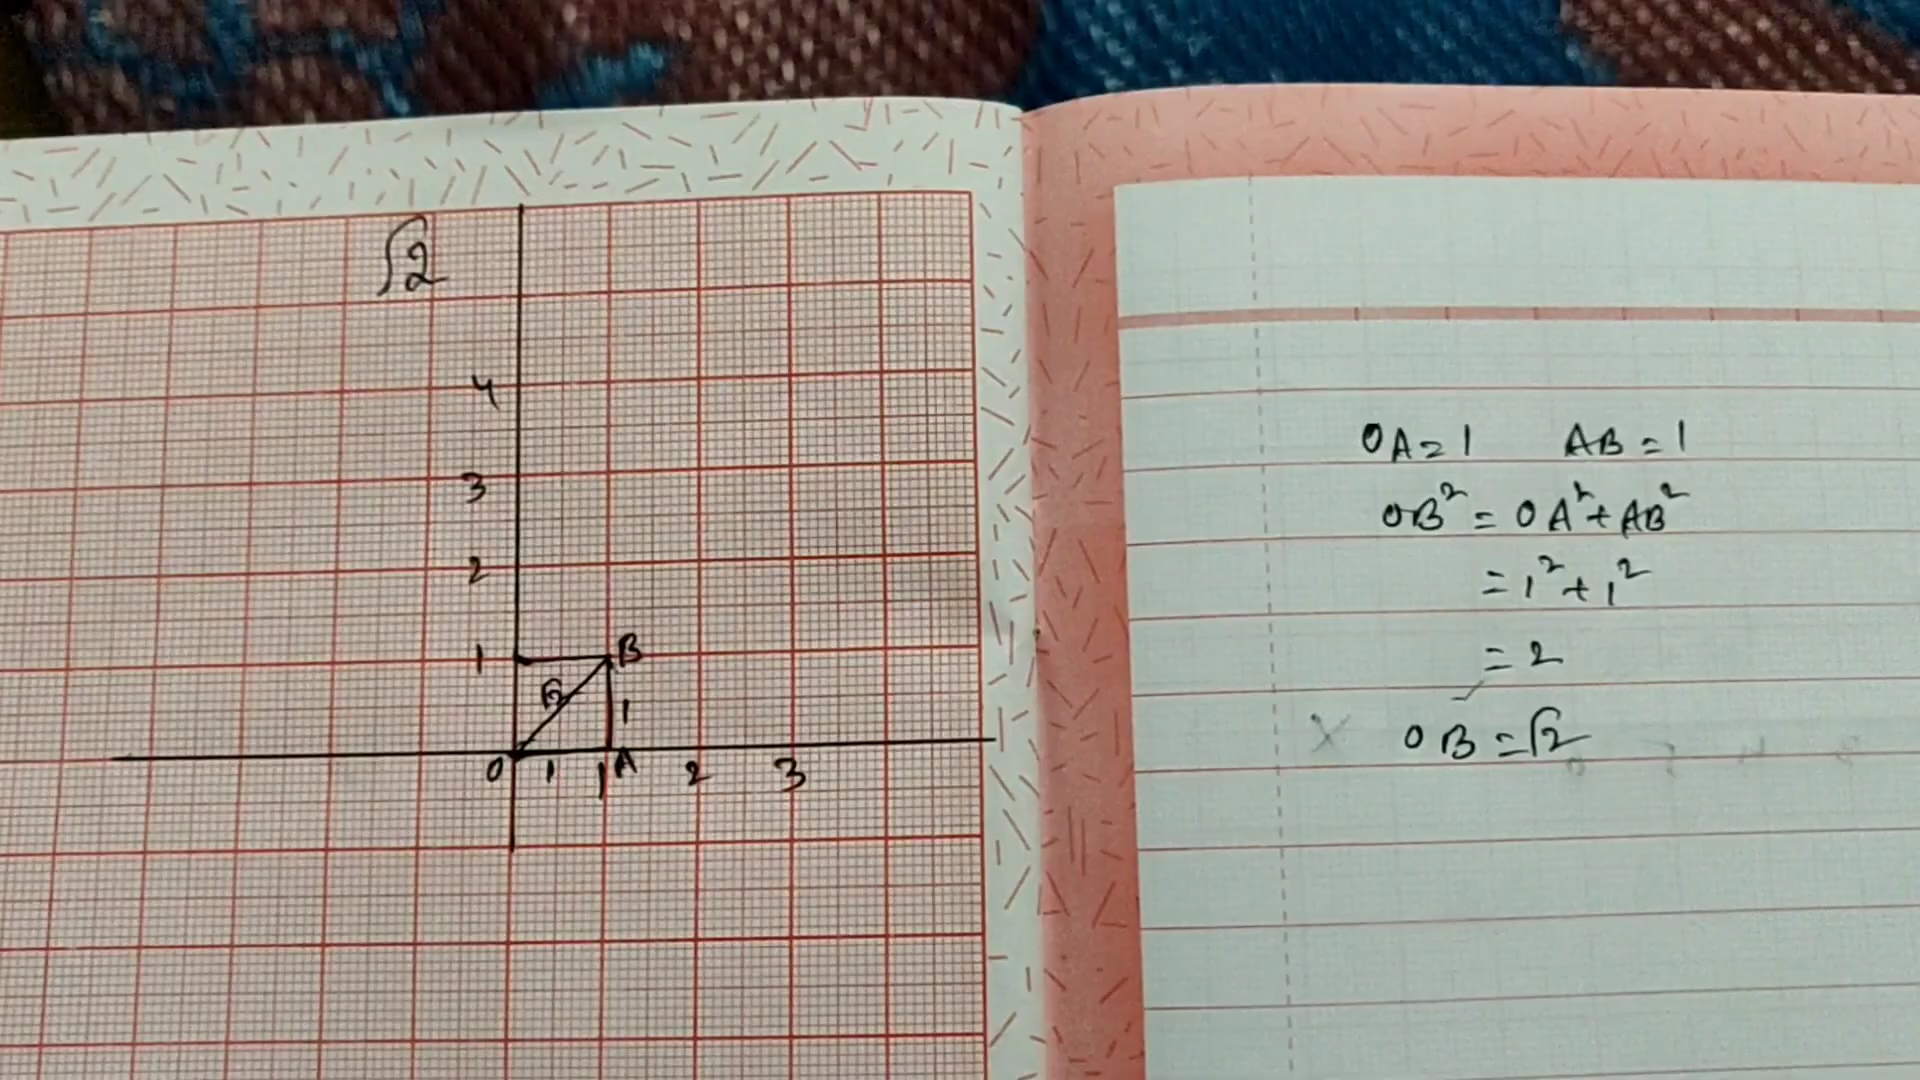 √2
4
3
2
1 B
√2 1
0 1 1 A 2 3
OA=1 AB=1
OB²=OA²+AB²
=1²+1²
=2
OB=√2